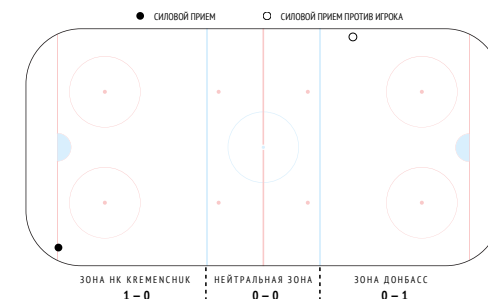 СИЛОВОЙ ПРИЕМ
СИЛОВОЙ ПРИЕМ ПРОТИВ ИГРОКА
ЗОНА НК KREMENCHUK
НЕЙТРАЛЬНАЯ ЗОНА
ЗОНА ДОНБАСС
1 – 0
0 – 0
0 – 1